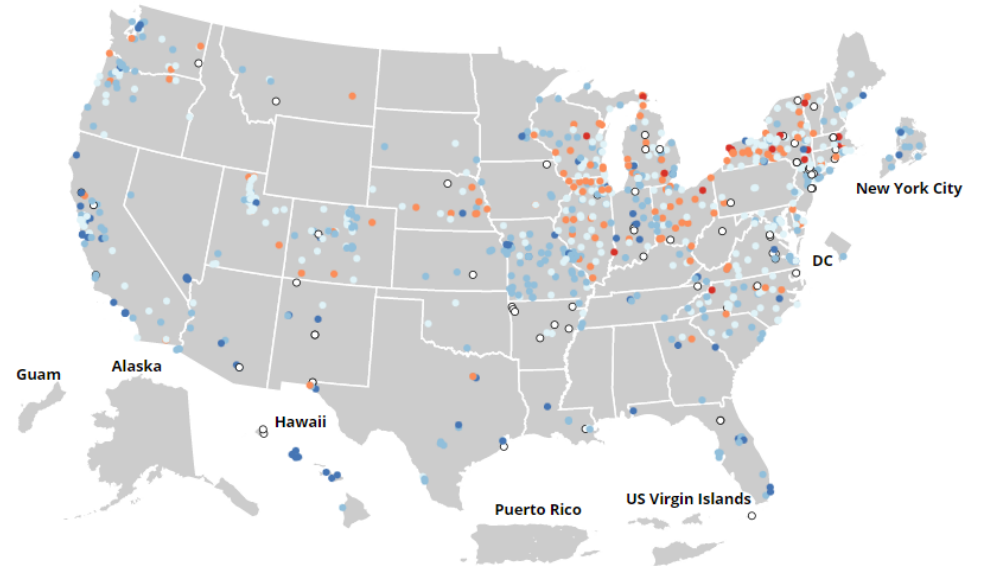 New York City
DC
Alaska
Guam
Hawaii
US Virgin Islands
Puerto Rico